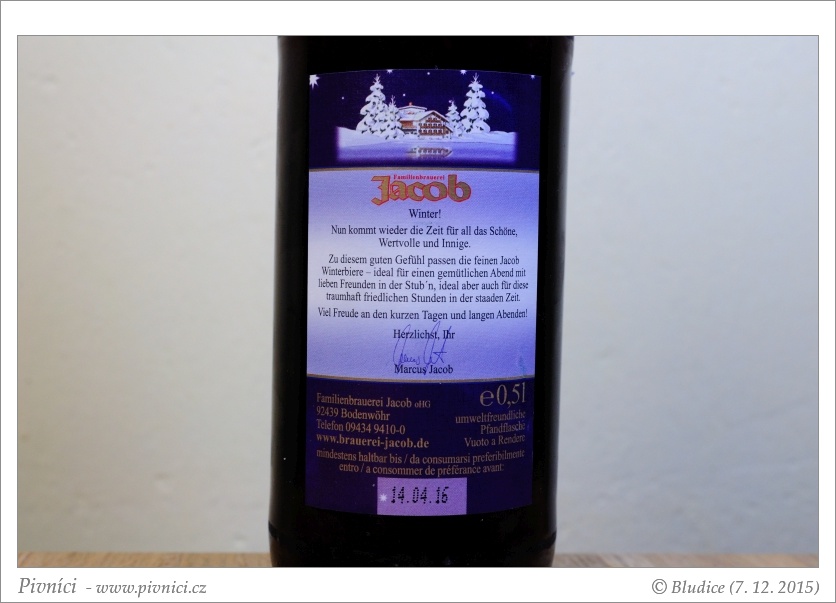 Familienbrauerei
Jacob
Winter!
Nun kommt wieder die Zeit für all das Schöne,
Wertvolle und Innige.
Zu diesem guten Gefühl passen die feinen Jacob
Winterbiere – ideal für einen gemütlichen Abend mit
lieben Freunden in der Stub´n, ideal aber auch für diese
traumhaft friedlichen Stunden in der staaden Zeit.
Viel Freude an den kurzen Tagen und langen Abenden!
Herzlichst, Ihr
Marcus Jacob
Familienbrauerei Jacob oHG
92439 Bodenwöhr
Telefon 09434 9410-0
www.brauerei-jacob.de
e 0,5l
umweltfreundliche
Pfandflasche
Vuoto a Rendere
mindestens haltbar bis / da consumarsi preferibilmente
entro / a consommer de préférance avant:
14.04.16
Pivníci - www.pivnici.cz
© Bludice (7. 12. 2015)